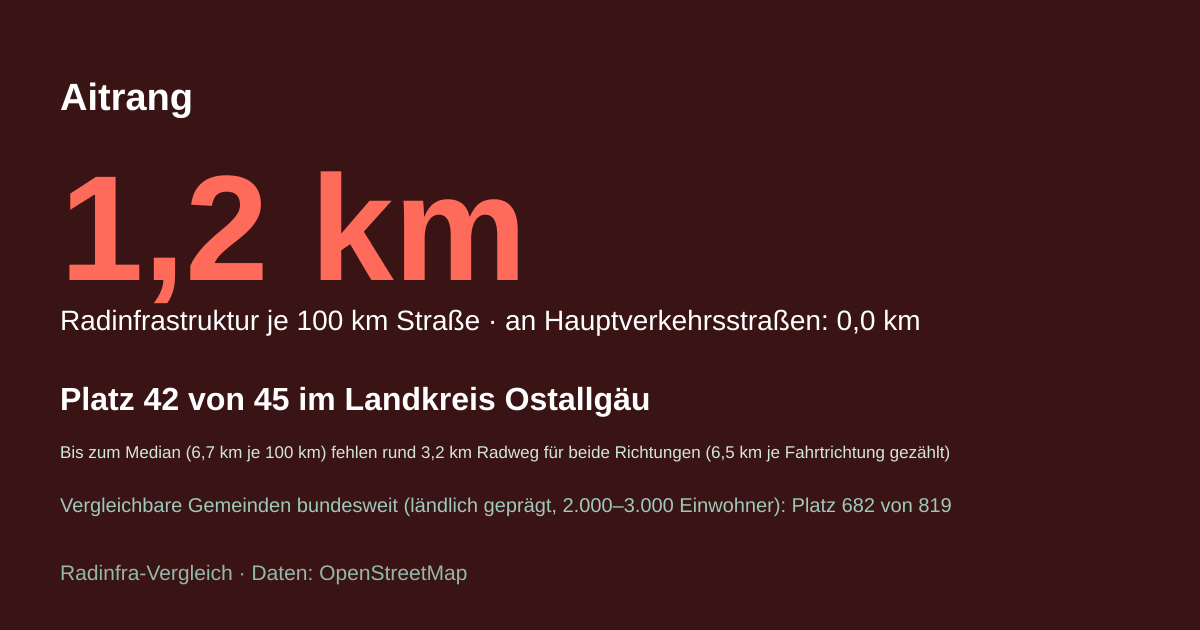 Aitrang
1,2 km
Radinfrastruktur je 100 km Straße · an Hauptverkehrsstraßen: 0,0 km
Platz 42 von 45 im Landkreis Ostallgäu
Bis zum Median (6,7 km je 100 km) fehlen rund 3,2 km Radweg für beide Richtungen (6,5 km je Fahrtrichtung gezählt)
Vergleichbare Gemeinden bundesweit (ländlich geprägt, 2.000–3.000 Einwohner): Platz 682 von 819
Radinfra-Vergleich · Daten: OpenStreetMap